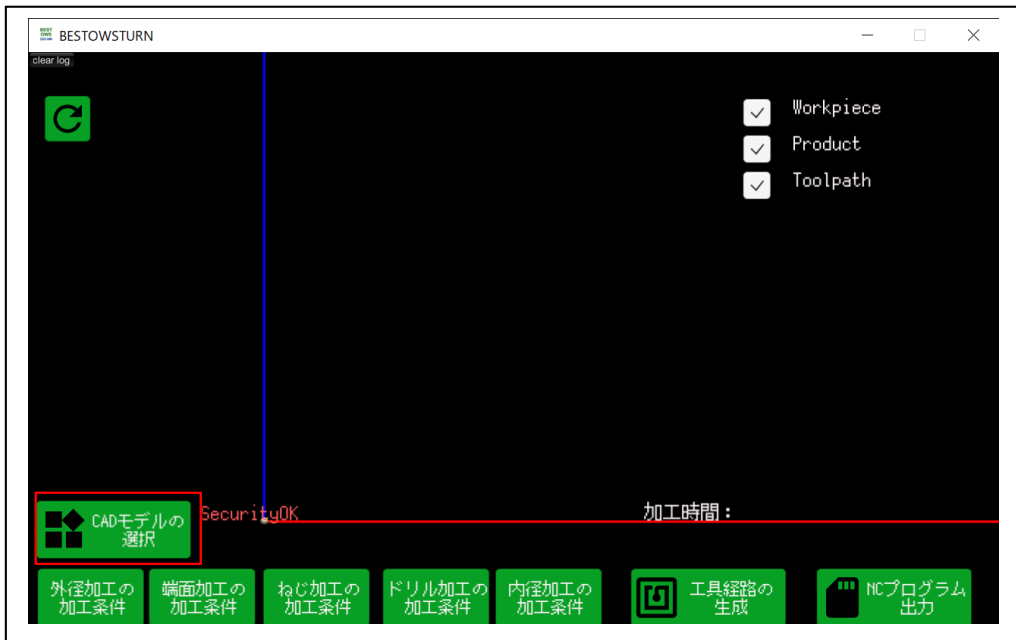 BESTOWSTURN
clear log
Workpiece
Product
Toolpath
SecurityOK
加工時間：
CADモデルの
選択
外径加工の
加工条件
端面加工の
加工条件
ねじ加工の
加工条件
ドリル加工の
加工条件
内径加工の
加工条件
工具経路の
生成
NCプログラム
出力